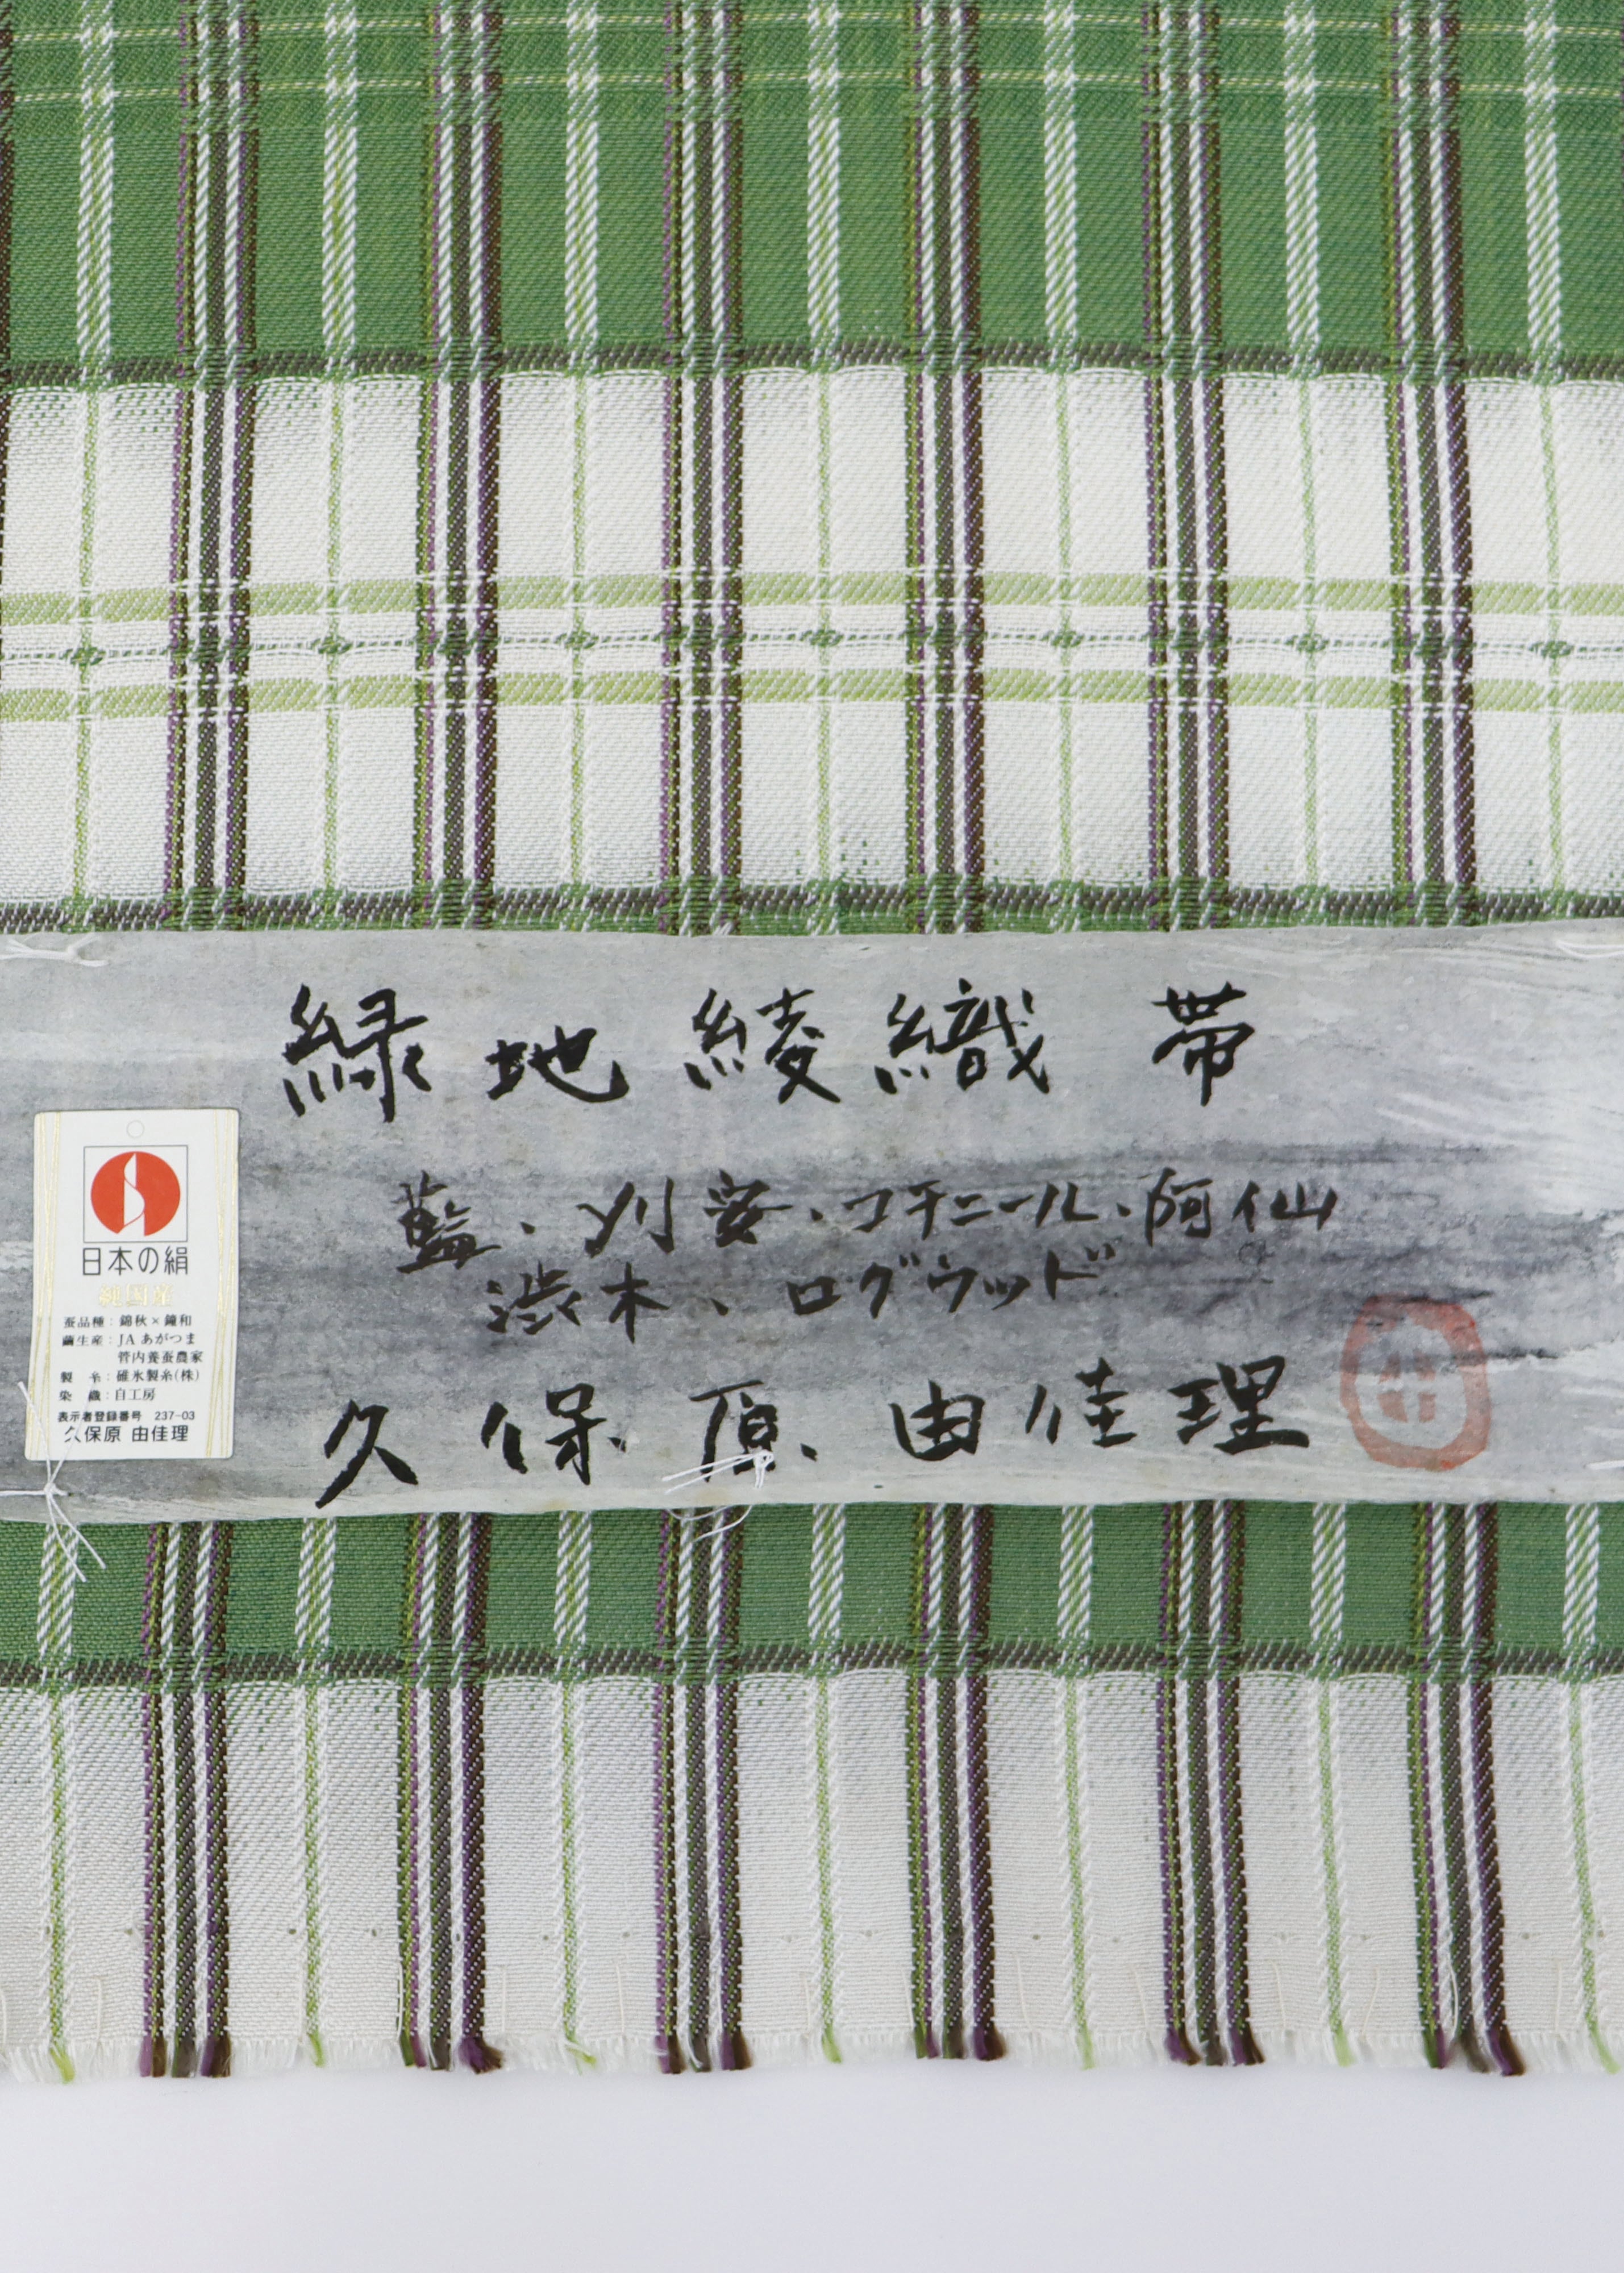 緑地綾織 帯
藍、刈安、コチニール、阿仙
渋木、ログウッド
久保原由佳理
日本の絹
純国産
蚕品種：錦秋×鐘和
繭生産：JAあがつま
管内養蚕農家
製 糸：碓氷製糸(株)
染 織：自工房
表示者登録番号 237-03
久保原 由佳理